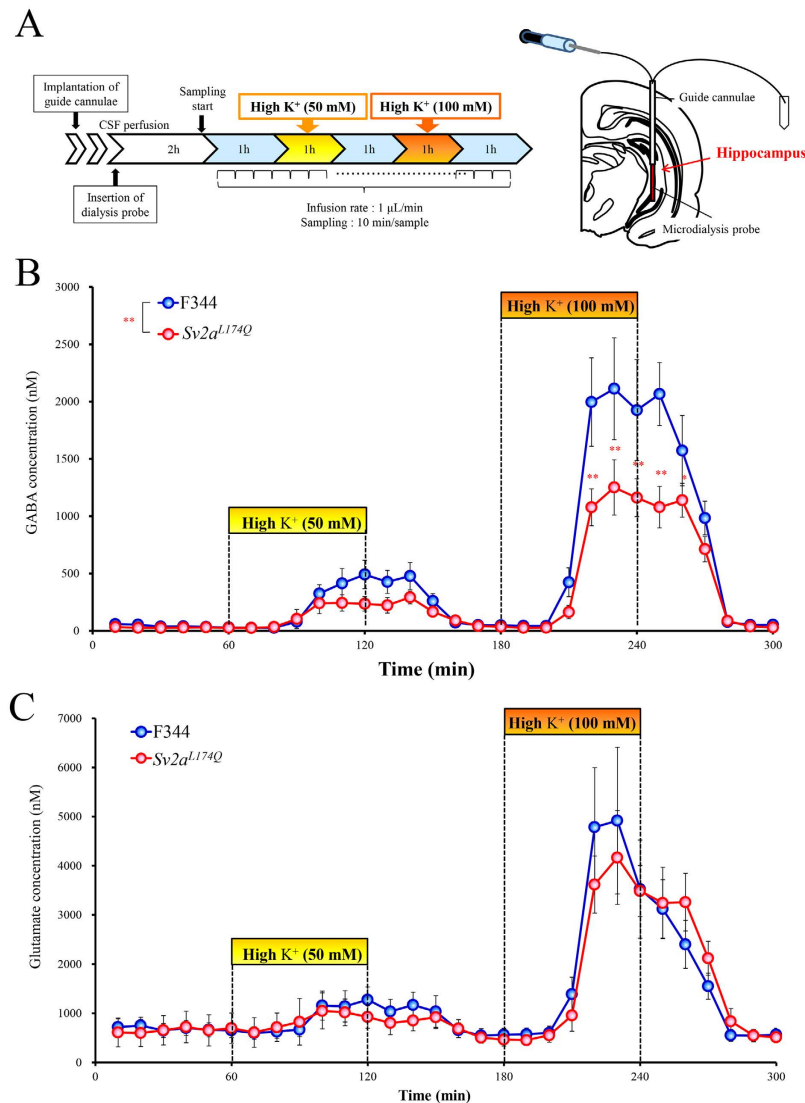 A
Implantation of
guide cannulae
CSF perfusion
Sampling
start
High K⁺ (50 mM)
High K⁺ (100 mM)
2h
1h
1h
1h
1h
1h
Insertion of
dialysis probe
Infusion rate : 1 μL/min
Sampling : 10 min/sample
Guide cannulae
Hippocampus
Microdialysis probe
B
GABA concentration (nM)
3000
2500
2000
1500
1000
500
0
F344
**
Sv2a^L174Q
High K⁺ (50 mM)
High K⁺ (100 mM)
**
**
**
**
*
0
60
120
180
240
300
Time (min)
C
Glutamate concentration (nM)
7000
6000
5000
4000
3000
2000
1000
0
F344
Sv2a^L174Q
High K⁺ (50 mM)
High K⁺ (100 mM)
0
60
120
180
240
300
Time (min)